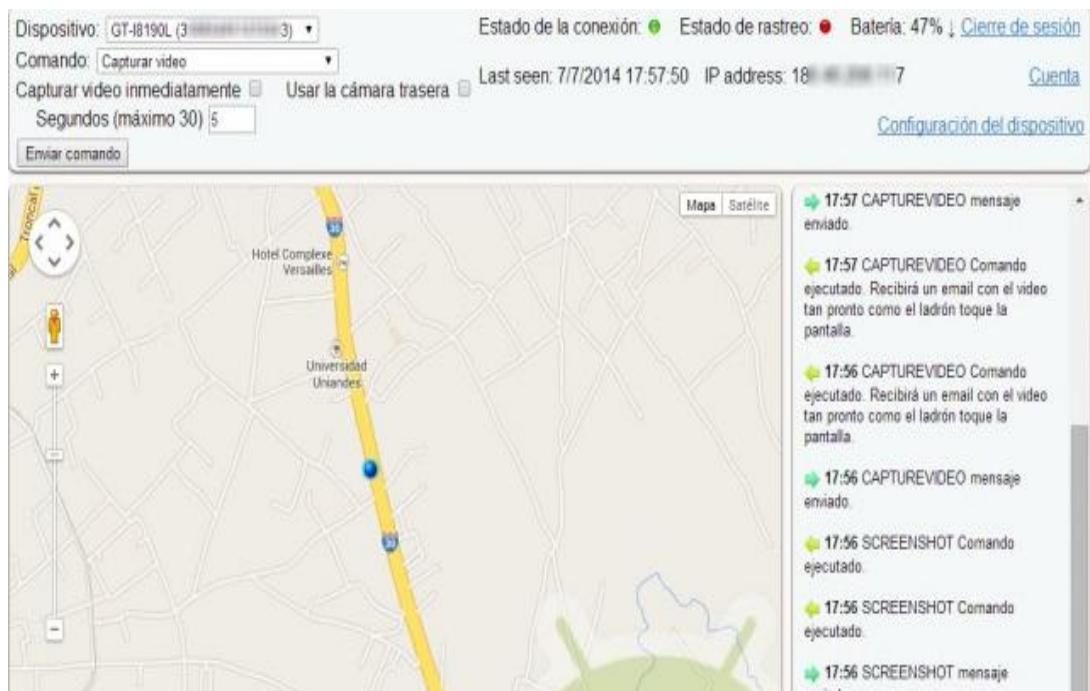 Dispositivo: GT-I8190L (3 3)
Estado de la conexión: Estado de rastreo: Batería: 47% ↓ Cierre de sesión
Comando: Capturar video
Last seen: 7/7/2014 17:57:50 IP address: 18 7 Cuenta
Capturar video inmediatamente Usar la cámara trasera
Segundos (máximo 30) 5
Configuración del dispositivo
Enviar comando
Troncal
Mapa Satélite
30
Hotel Complexe
Versailles
Universidad
Uniandes
30
17:57 CAPTUREVIDEO mensaje
enviado.
17:57 CAPTUREVIDEO Comando
ejecutado. Recibirá un email con el video
tan pronto como el ladrón toque la
pantalla.
17:56 CAPTUREVIDEO Comando
ejecutado. Recibirá un email con el video
tan pronto como el ladrón toque la
pantalla.
17:56 CAPTUREVIDEO mensaje
enviado.
17:56 SCREENSHOT Comando
ejecutado.
17:56 SCREENSHOT Comando
ejecutado.
17:56 SCREENSHOT mensaje